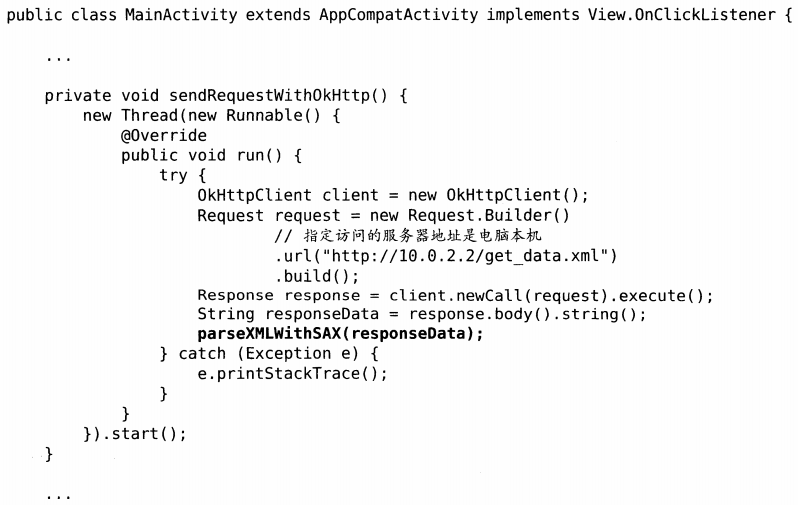 public class MainActivity extends AppCompatActivity implements View.OnClickListener {
...
private void sendRequestWithOkHttp() {
new Thread(new Runnable() {
@Override
public void run() {
try {
OkHttpClient client = new OkHttpClient();
Request request = new Request.Builder()
// 指定访问的服务器地址是电脑本机
.url("http://10.0.2.2/get_data.xml")
.build();
Response response = client.newCall(request).execute();
String responseData = response.body().string();
parseXMLWithSAX(responseData);
} catch (Exception e) {
e.printStackTrace();
}
}
}).start();
}
...